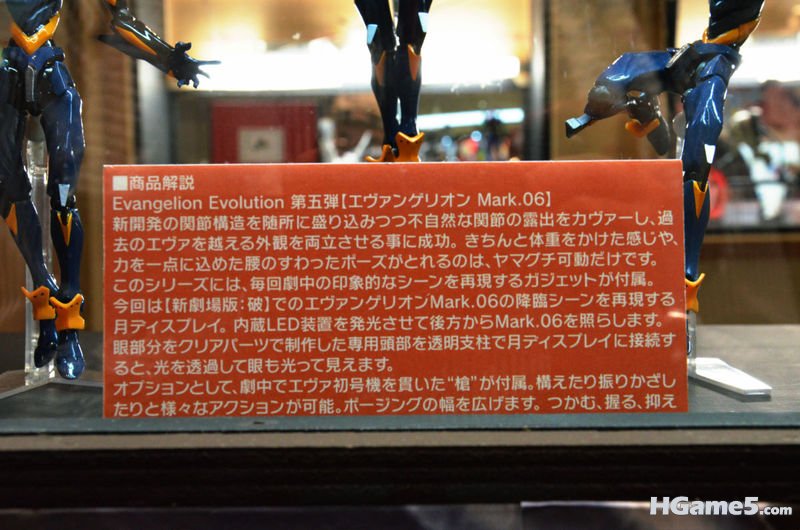 ■商品解説
Evangelion Evolution 第五弾【エヴァンゲリオン Mark.06】
新開発の関節構造を随所に盛り込みつつ不自然な関節の露出をカヴァーし、過
去のエヴァを越える外観を両立させる事に成功。きちんと体重をかけた感じや、
力を一点に込めた腰のすわったポーズがとれるのは、ヤマグチ可動だけです。
このシリーズには、毎回劇中の印象的なシーンを再現するガジェットが付属。
今回は【新劇場版：破】でのエヴァンゲリオンMark.06の降臨シーンを再現する
月ディスプレイ。内蔵LED装置を発光させて後方からMark.06を照らします。
眼部分をクリアパーツで制作した専用頭部を透明支柱で月ディスプレイに接続す
ると、光を透過して眼も光って見えます。
オプションとして、劇中でエヴァ初号機を貫いた“槍”が付属。構えたり振りかざし
たりと様々なアクションが可能。ポージングの幅を広げます。つかむ、握る、抑え
HGame5.com